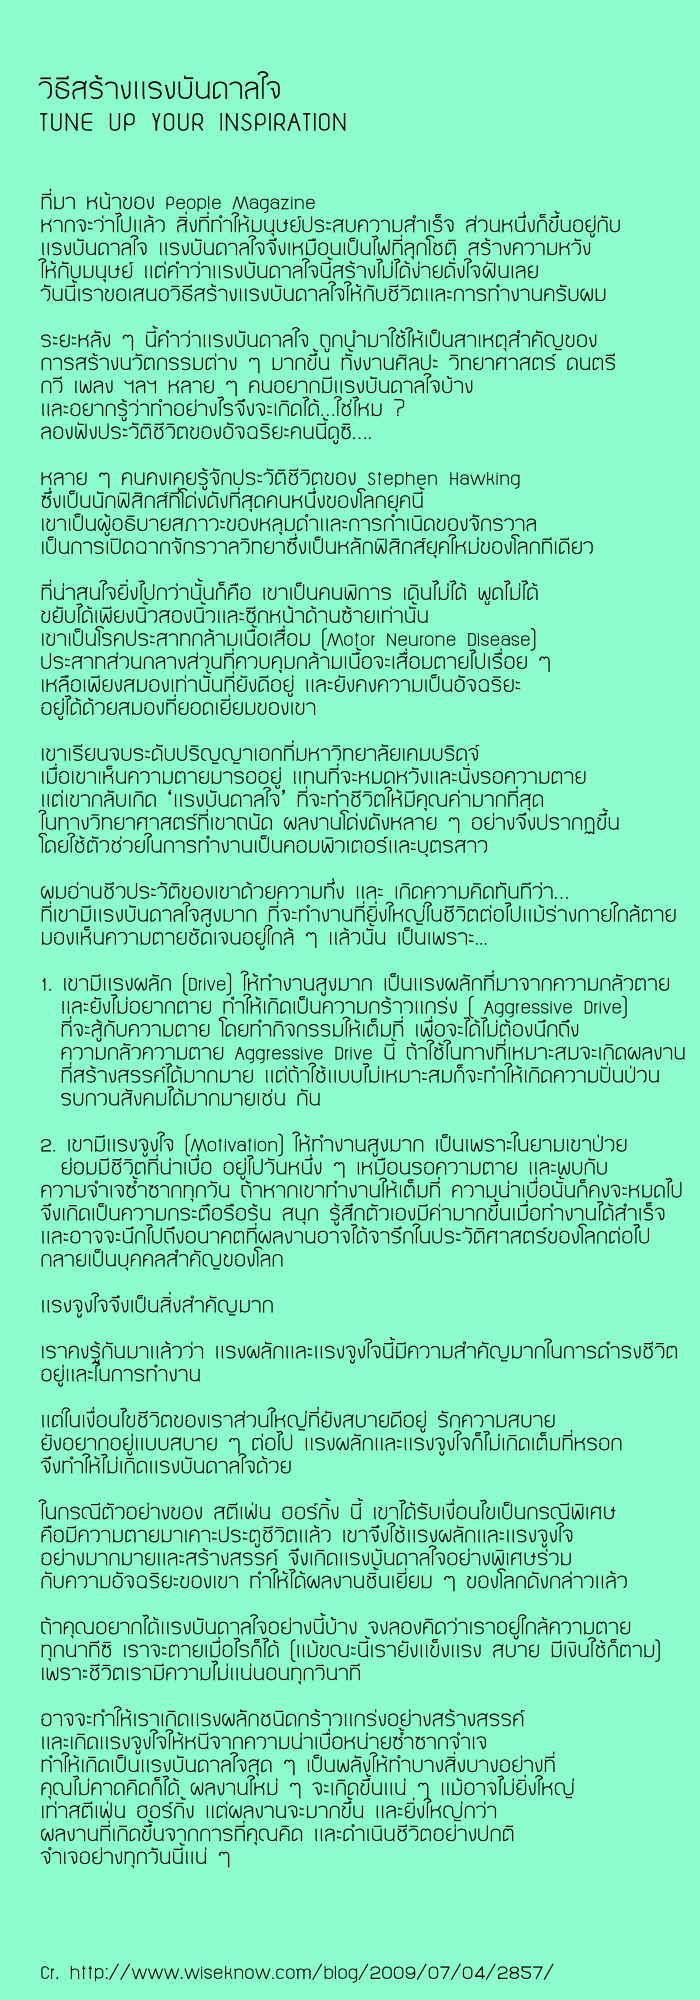 วิธีสร้างแรงบันดาลใจ
TUNE UP YOUR INSPIRATION
ที่มา หน้าของ People Magazine
หากจะว่าไปแล้ว สิ่งที่ทำให้มนุษย์ประสบความสำเร็จ ส่วนหนึ่งก็ขึ้นอยู่กับ
แรงบันดาลใจ แรงบันดาลใจจึงเหมือนเป็นไฟที่ลุกโชติ สร้างความหวัง
ให้กับมนุษย์ แต่คำว่าแรงบันดาลใจนี้สร้างไม่ได้ง่ายดั่งใจฝันเลย
วันนี้เราขอเสนอวิธีสร้างแรงบันดาลใจให้กับชีวิตและการทำงานครับผม
ระยะหลัง ๆ นี้คำว่าแรงบันดาลใจ ถูกนำมาใช้ให้เป็นสาเหตุสำคัญของ
การสร้างนวัตกรรมต่าง ๆ มากขึ้น ทั้งงานศิลปะ วิทยาศาสตร์ ดนตรี
กวี เพลง ฯลฯ หลาย ๆ คนอยากมีแรงบันดาลใจบ้าง
และอยากรู้ว่าทำอย่างไรจึงจะเกิดได้...ใช่ไหม ?
ลองฟังประวัติชีวิตของอัจฉริยะคนนี้ดูซิ....
หลาย ๆ คนคงเคยรู้จักประวัติชีวิตของ Stephen Hawking
ซึ่งเป็นนักฟิสิกส์ที่โด่งดังที่สุดคนหนึ่งของโลกยุคนี้
เขาเป็นผู้อธิบายสภาวะของหลุมดำและการกำเนิดของจักรวาล
เป็นการเปิดฉากจักรวาลวิทยาซึ่งเป็นหลักฟิสิกส์ยุคใหม่ของโลกทีเดียว
ที่น่าสนใจยิ่งไปกว่านั้นก็คือ เขาเป็นคนพิการ เดินไม่ได้ พูดไม่ได้
ขยับได้เพียงนิ้วสองนิ้วและซีกหน้าด้านซ้ายเท่านั้น
เขาเป็นโรคประสาทกล้ามเนื้อเสื่อม (Motor Neurone Disease)
ประสาทส่วนกลางส่วนที่ควบคุมกล้ามเนื้อจะเสื่อมตายไปเรื่อย ๆ
เหลือเพียงสมองเท่านั้นที่ยังดีอยู่ และยังคงความเป็นอัจฉริยะ
อยู่ได้ด้วยสมองที่ยอดเยี่ยมของเขา
เขาเรียนจบระดับปริญญาเอกที่มหาวิทยาลัยเคมบริดจ์
เมื่อเขาเห็นความตายมารออยู่ แทนที่จะหมดหวังและนั่งรอความตาย
แต่เขากลับเกิด ‘แรงบันดาลใจ’ ที่จะทำชีวิตให้มีคุณค่ามากที่สุด
ในทางวิทยาศาสตร์ที่เขาถนัด ผลงานโด่งดังหลาย ๆ อย่างจึงปรากฏขึ้น
โดยใช้ตัวช่วยในการทำงานเป็นคอมพิวเตอร์และบุตรสาว
ผมอ่านชีวประวัติของเขาด้วยความทึ่ง และ เกิดความคิดทันทีว่า...
ที่เขามีแรงบันดาลใจสูงมาก ที่จะทำงานที่ยิ่งใหญ่ในชีวิตต่อไปแม้ร่างกายใกล้ตาย
มองเห็นความตายชัดเจนอยู่ใกล้ ๆ แล้วนั้น เป็นเพราะ...
1. เขามีแรงผลัก (Drive) ให้ทำงานสูงมาก เป็นแรงผลักที่มาจากความกลัวตาย
และยังไม่อยากตาย ทำให้เกิดเป็นความกร้าวแกร่ง ( Aggressive Drive)
ที่จะสู้กับความตาย โดยทำกิจกรรมให้เต็มที่ เพื่อจะได้ไม่ต้องนึกถึง
ความกลัวความตาย Aggressive Drive นี้ ถ้าใช้ในทางที่เหมาะสมจะเกิดผลงาน
ที่สร้างสรรค์ได้มากมาย แต่ถ้าใช้แบบไม่เหมาะสมก็จะทำให้เกิดความปั่นป่วน
รบกวนสังคมได้มากมายเช่น กัน
2. เขามีแรงจูงใจ (Motivation) ให้ทำงานสูงมาก เป็นเพราะในยามเขาป่วย
ย่อมมีชีวิตที่น่าเบื่อ อยู่ไปวันหนึ่ง ๆ เหมือนรอความตาย และพบกับ
ความจำเจซ้ำซากทุกวัน ถ้าหากเขาทำงานให้เต็มที่ ความน่าเบื่อนั้นก็คงจะหมดไป
จึงเกิดเป็นความกระตือรือร้น สนุก รู้สึกตัวเองมีค่ามากขึ้นเมื่อทำงานได้สำเร็จ
และอาจจะนึกไปถึงอนาคตที่ผลงานอาจได้จารึกในประวัติศาสตร์ของโลกต่อไป
กลายเป็นบุคคลสำคัญของโลก
แรงจูงใจจึงเป็นสิ่งสำคัญมาก
เราคงรู้กันมาแล้วว่า แรงผลักและแรงจูงใจนี้มีความสำคัญมากในการดำรงชีวิต
อยู่และในการทำงาน
แต่ในเงื่อนไขชีวิตของเราส่วนใหญ่ที่ยังสบายดีอยู่ รักความสบาย
ยังอยากอยู่แบบสบาย ๆ ต่อไป แรงผลักและแรงจูงใจก็ไม่เกิดเต็มที่หรอก
จึงทำให้ไม่เกิดแรงบันดาลใจด้วย
ในกรณีตัวอย่างของ สตีเฟ่น ฮอร์กิ้ง นี้ เขาได้รับเงื่อนไขเป็นกรณีพิเศษ
คือมีความตายมาเคาะประตูชีวิตแล้ว เขาจึงใช้แรงผลักและแรงจูงใจ
อย่างมากมายและสร้างสรรค์ จึงเกิดแรงบันดาลใจอย่างพิเศษร่วม
กับความอัจฉริยะของเขา ทำให้ได้ผลงานชิ้นเยี่ยม ๆ ของโลกดังกล่าวแล้ว
ถ้าคุณอยากได้แรงบันดาลใจอย่างนี้บ้าง จงลองคิดว่าเราอยู่ใกล้ความตาย
ทุกนาทีซิ เราจะตายเมื่อไรก็ได้ (แม้ขณะนี้เรายังแข็งแรง สบาย มีเงินใช้ก็ตาม)
เพราะชีวิตเรามีความไม่แน่นอนทุกวินาที
อาจจะทำให้เราเกิดแรงผลักชนิดกร้าวแกร่งอย่างสร้างสรรค์
และเกิดแรงจูงใจให้หนีจากความน่าเบื่อหน่ายซ้ำซากจำเจ
ทำให้เกิดเป็นแรงบันดาลใจสุด ๆ เป็นพลังให้ทำบางสิ่งบางอย่างที่
คุณไม่คาดคิดก็ได้ ผลงานใหม่ ๆ จะเกิดขึ้นแน่ ๆ แม้อาจไม่ยิ่งใหญ่
เท่าสตีเฟ่น ฮอร์กิ้ง แต่ผลงานจะมากขึ้น และยิ่งใหญ่กว่า
ผลงานที่เกิดขึ้นจากการที่คุณคิด และดำเนินชีวิตอย่างปกติ
จำเจอย่างทุกวันนี้แน่ ๆ
Cr. http://www.wiseknow.com/blog/2009/07/04/2857/